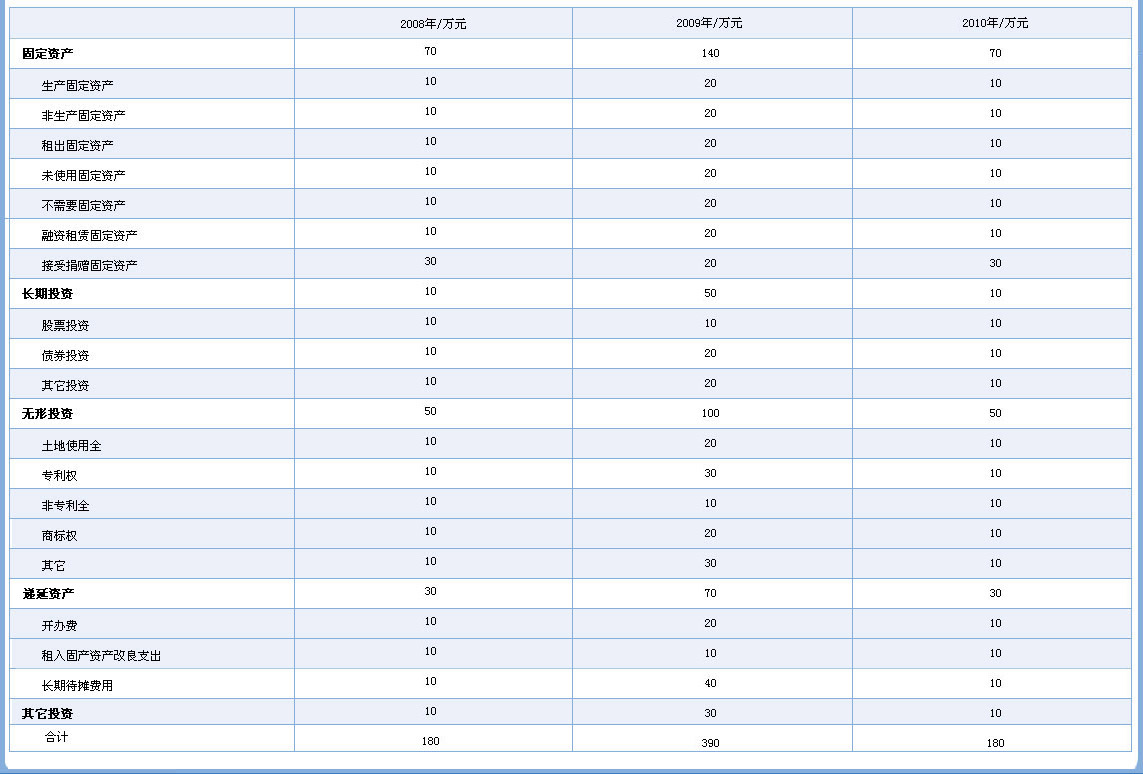 2008年/万元 2009年/万元 2010年/万元
固定资产 70 140 70
生产固定资产 10 20 10
非生产固定资产 10 20 10
租出固定资产 10 20 10
未使用固定资产 10 20 10
不需要固定资产 10 20 10
融资租赁固定资产 10 20 10
接受捐赠固定资产 30 20 30
长期投资 10 50 10
股票投资 10 10 10
债券投资 10 20 10
其它投资 10 20 10
无形投资 50 100 50
土地使用全 10 20 10
专利权 10 30 10
非专利全 10 10 10
商标权 10 20 10
其它 10 30 10
递延资产 30 70 30
开办费 10 20 10
租入固产资产改良支出 10 10 10
长期待摊费用 10 40 10
其它投资 10 30 10
合计 180 390 180